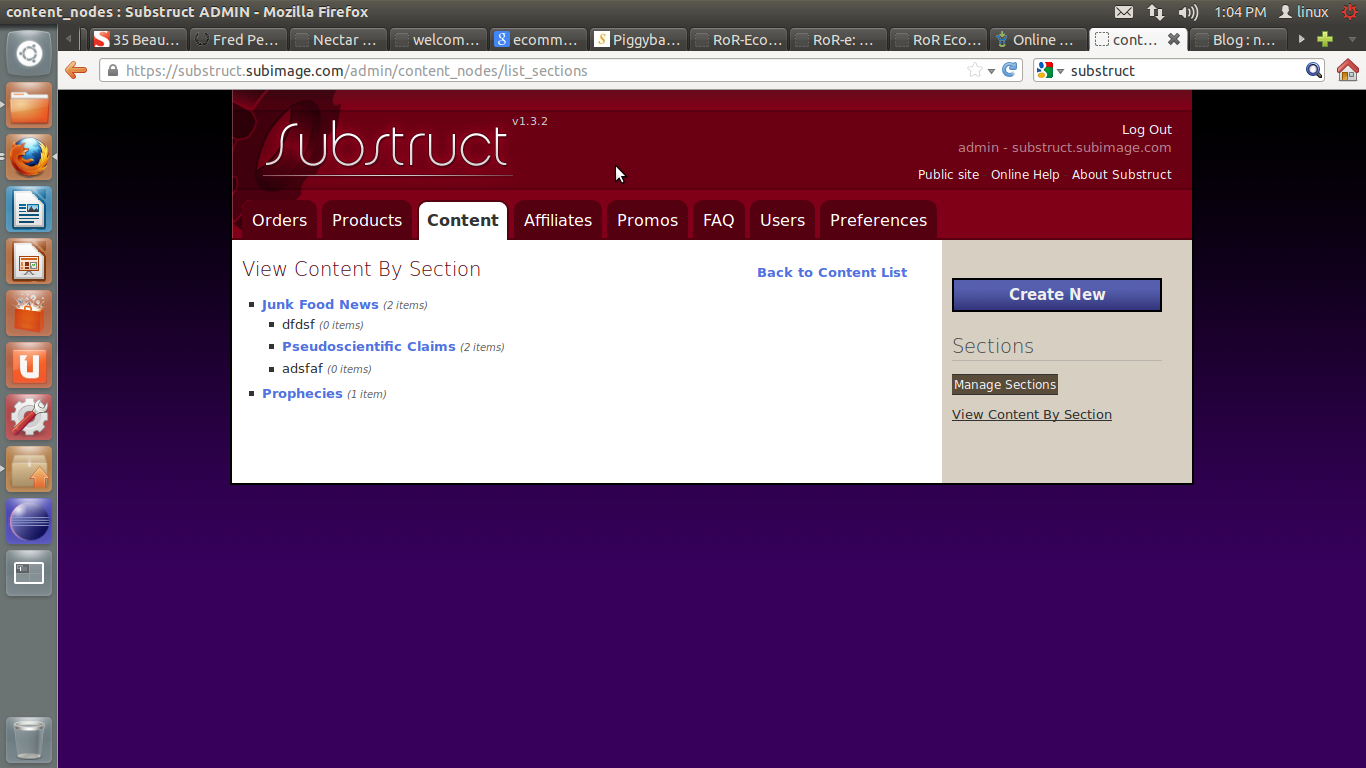 content_nodes : Substruct ADMIN - Mozilla Firefox
1:04 PM linux
35 Beau... Fred Pe... Nectar ... welcom... ecomm... Piggyba... RoR-Eco... RoR-e: ... RoR Eco... Online ... cont... Blog : n...
https://substruct.subimage.com/admin/content_nodes/list_sections
substruct
Substruct v1.3.2
Log Out
admin - substruct.subimage.com
Public site - Online Help - About Substruct
Orders Products Content Affiliates Promos FAQ Users Preferences
View Content By Section
Back to Content List
Junk Food News (2 items)
dfdsf (0 items)
Pseudoscientific Claims (2 items)
adsfaf (0 items)
Prophecies (1 item)
Create New
Sections
Manage Sections
View Content By Section